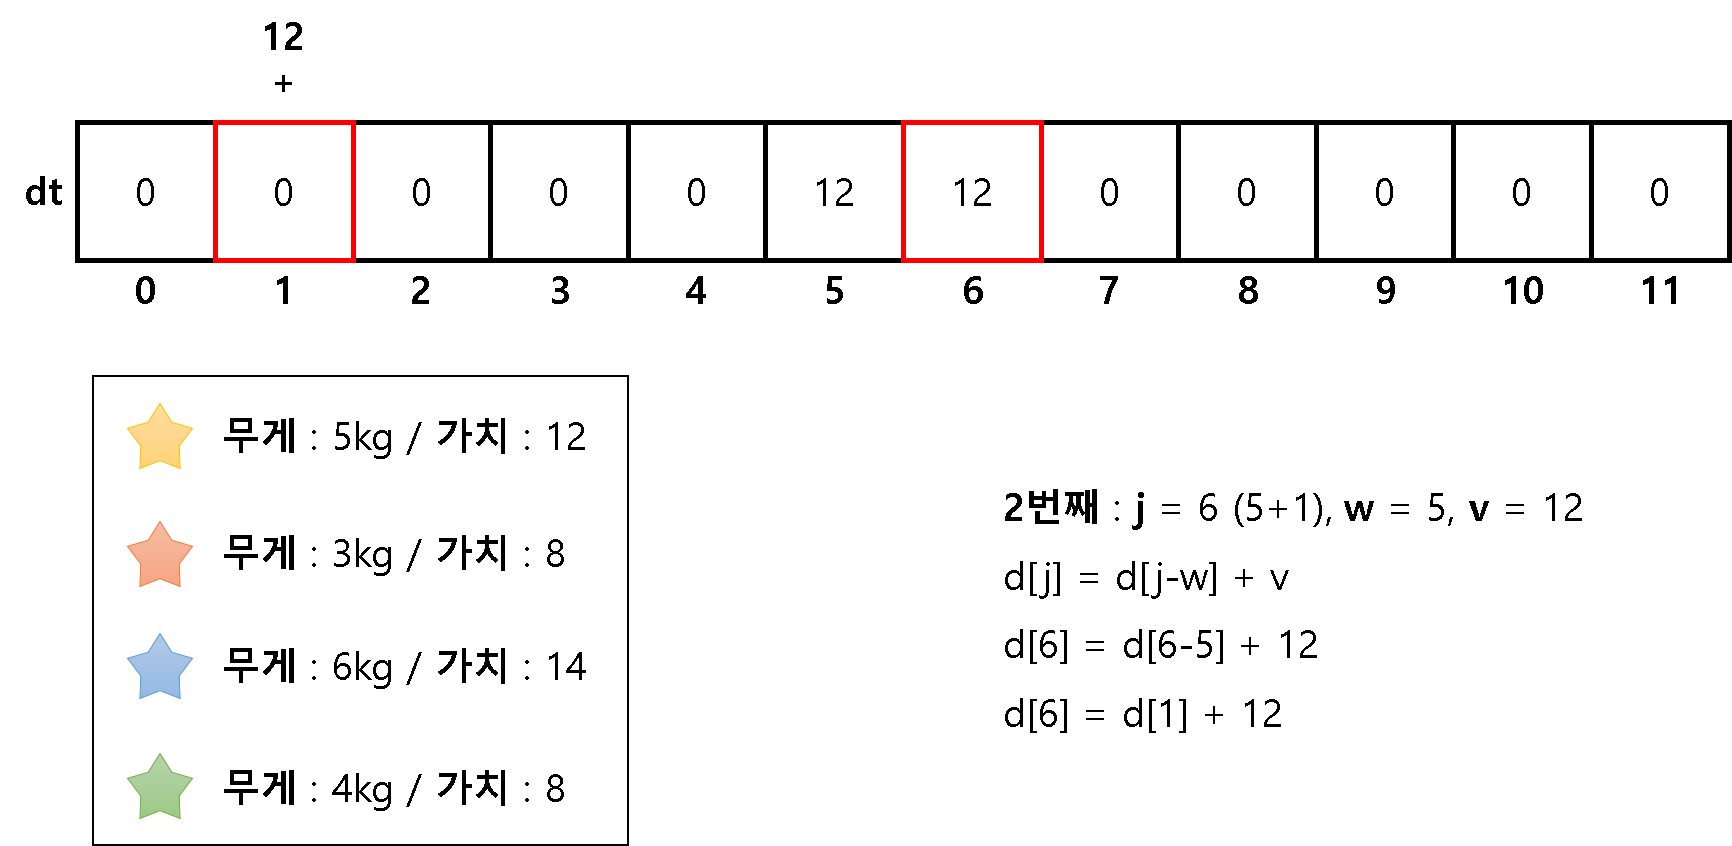 12
+
dt 0 0 0 0 0 12 12 0 0 0 0 0
0 1 2 3 4 5 6 7 8 9 10 11
무게 : 5kg / 가치 : 12
무게 : 3kg / 가치 : 8
무게 : 6kg / 가치 : 14
무게 : 4kg / 가치 : 8
2번째 : j = 6 (5+1), w = 5, v = 12
d[j] = d[j-w] + v
d[6] = d[6-5] + 12
d[6] = d[1] + 12